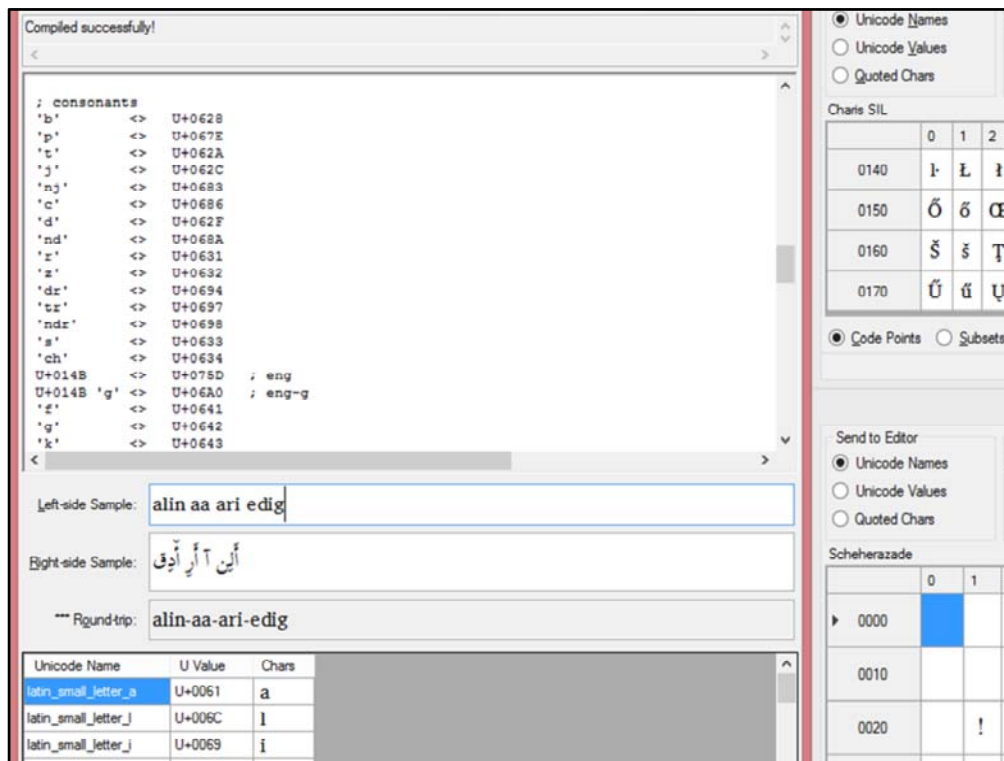 Compiled successfully!
; consonants
'b' <> U+0628
'p' <> U+067E
't' <> U+062A
'j' <> U+062C
'nj' <> U+0683
'c' <> U+0686
'd' <> U+062F
'nd' <> U+068A
'r' <> U+0631
'z' <> U+0632
'dr' <> U+0694
'tr' <> U+0697
'ndr' <> U+0698
's' <> U+0633
'ch' <> U+0634
U+014B <> U+075D ; eng
U+014B 'g' <> U+06A0 ; eng-g
'f' <> U+0641
'g' <> U+0642
'k' <> U+0643
Left-side Sample: alin aa ari edig
Right-side Sample: أَلِن آ أَرِ
*** Round-trip: alin-aa-ari-edig
Unicode Name U Value Chars
latin_small_letter_a U+0061 a
latin_small_letter_l U+006C l
latin_small_letter_i U+0069 i
Unicode Names
Unicode Values
Quoted Chars
Charis SIL
0 1 2
0140 ŀ Ł ł
0150 Ő ő Œ
0160 Š š Ţ
0170 Ű ű Ų
Code Points Subsets
Send to Editor
Unicode Names
Unicode Values
Quoted Chars
Scheherazade
0 1
0000
0010
0020 !